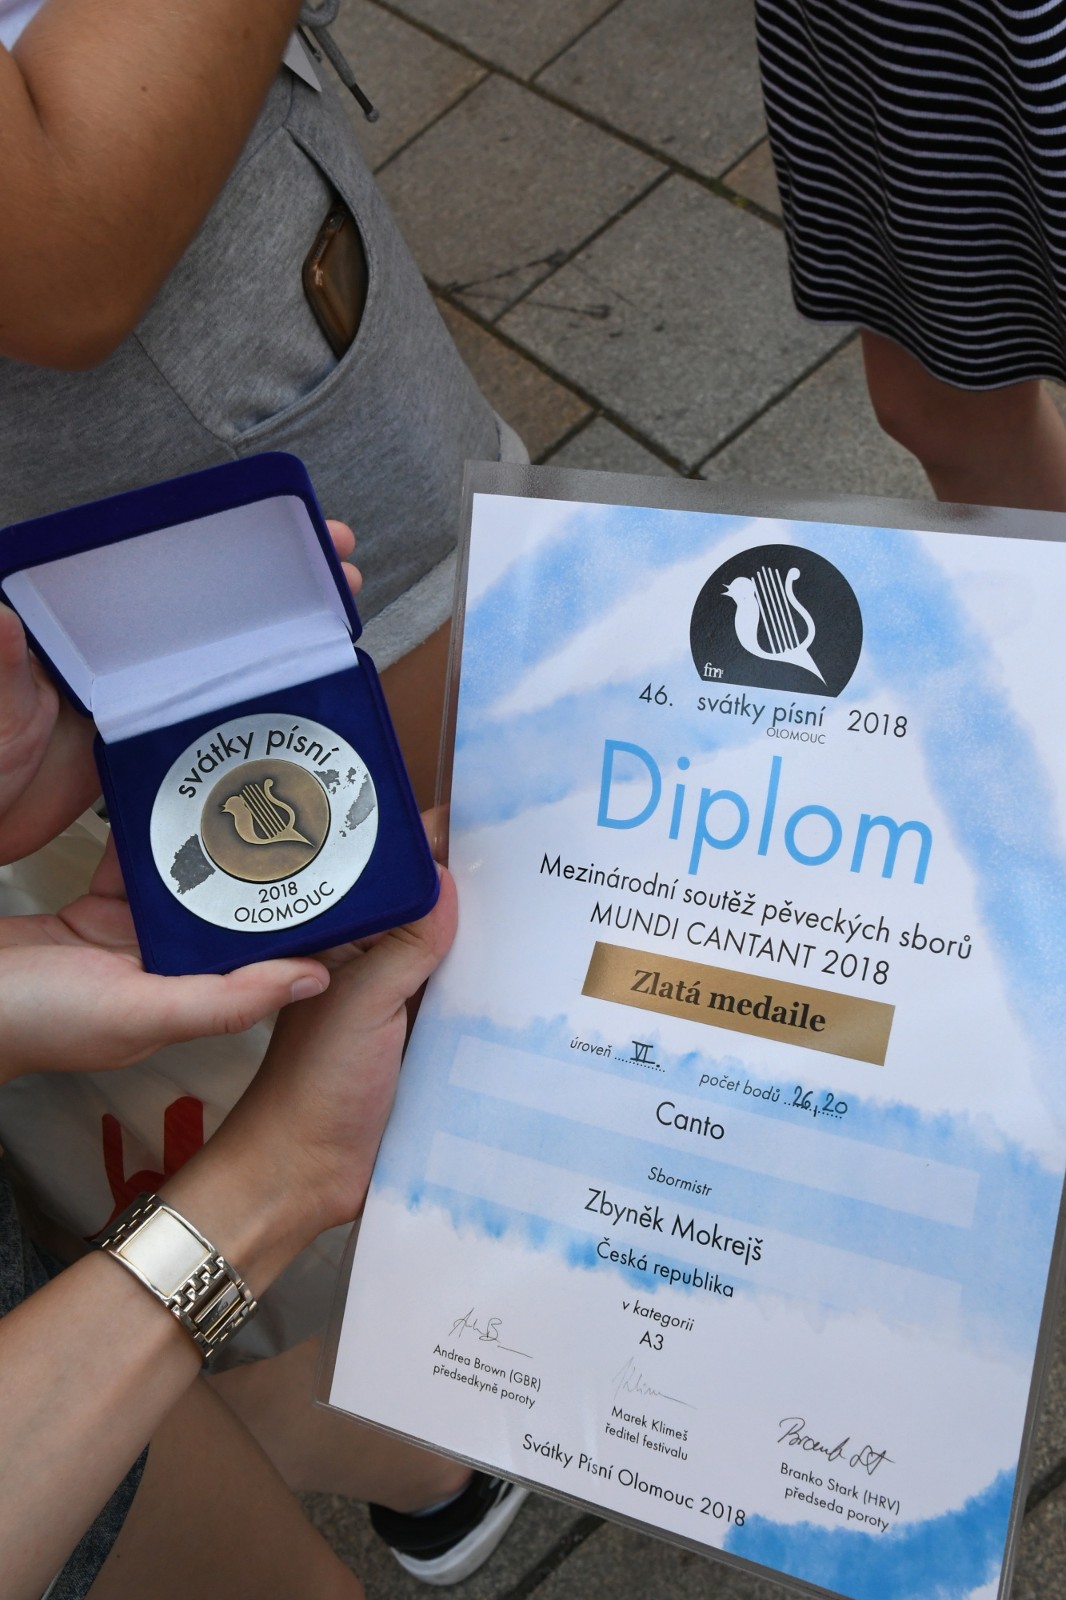 svátky písní
2018
OLOMOUC
fm
46. svátky písní 2018
OLOMOUC
Diplom
Mezinárodní soutěž pěveckých sborů
MUNDI CANTANT 2018
Zlatá medaile
úroveň VI.
počet bodů 26,20
Canto
Sbormistr
Zbyněk Mokrejš
Česká republika
v kategorii
A3
Andrea Brown (GBR)
předsedkyně poroty
Marek Klimeš
ředitel festivalu
Branko Stark (HRV)
předseda poroty
Svátky Písní Olomouc 2018